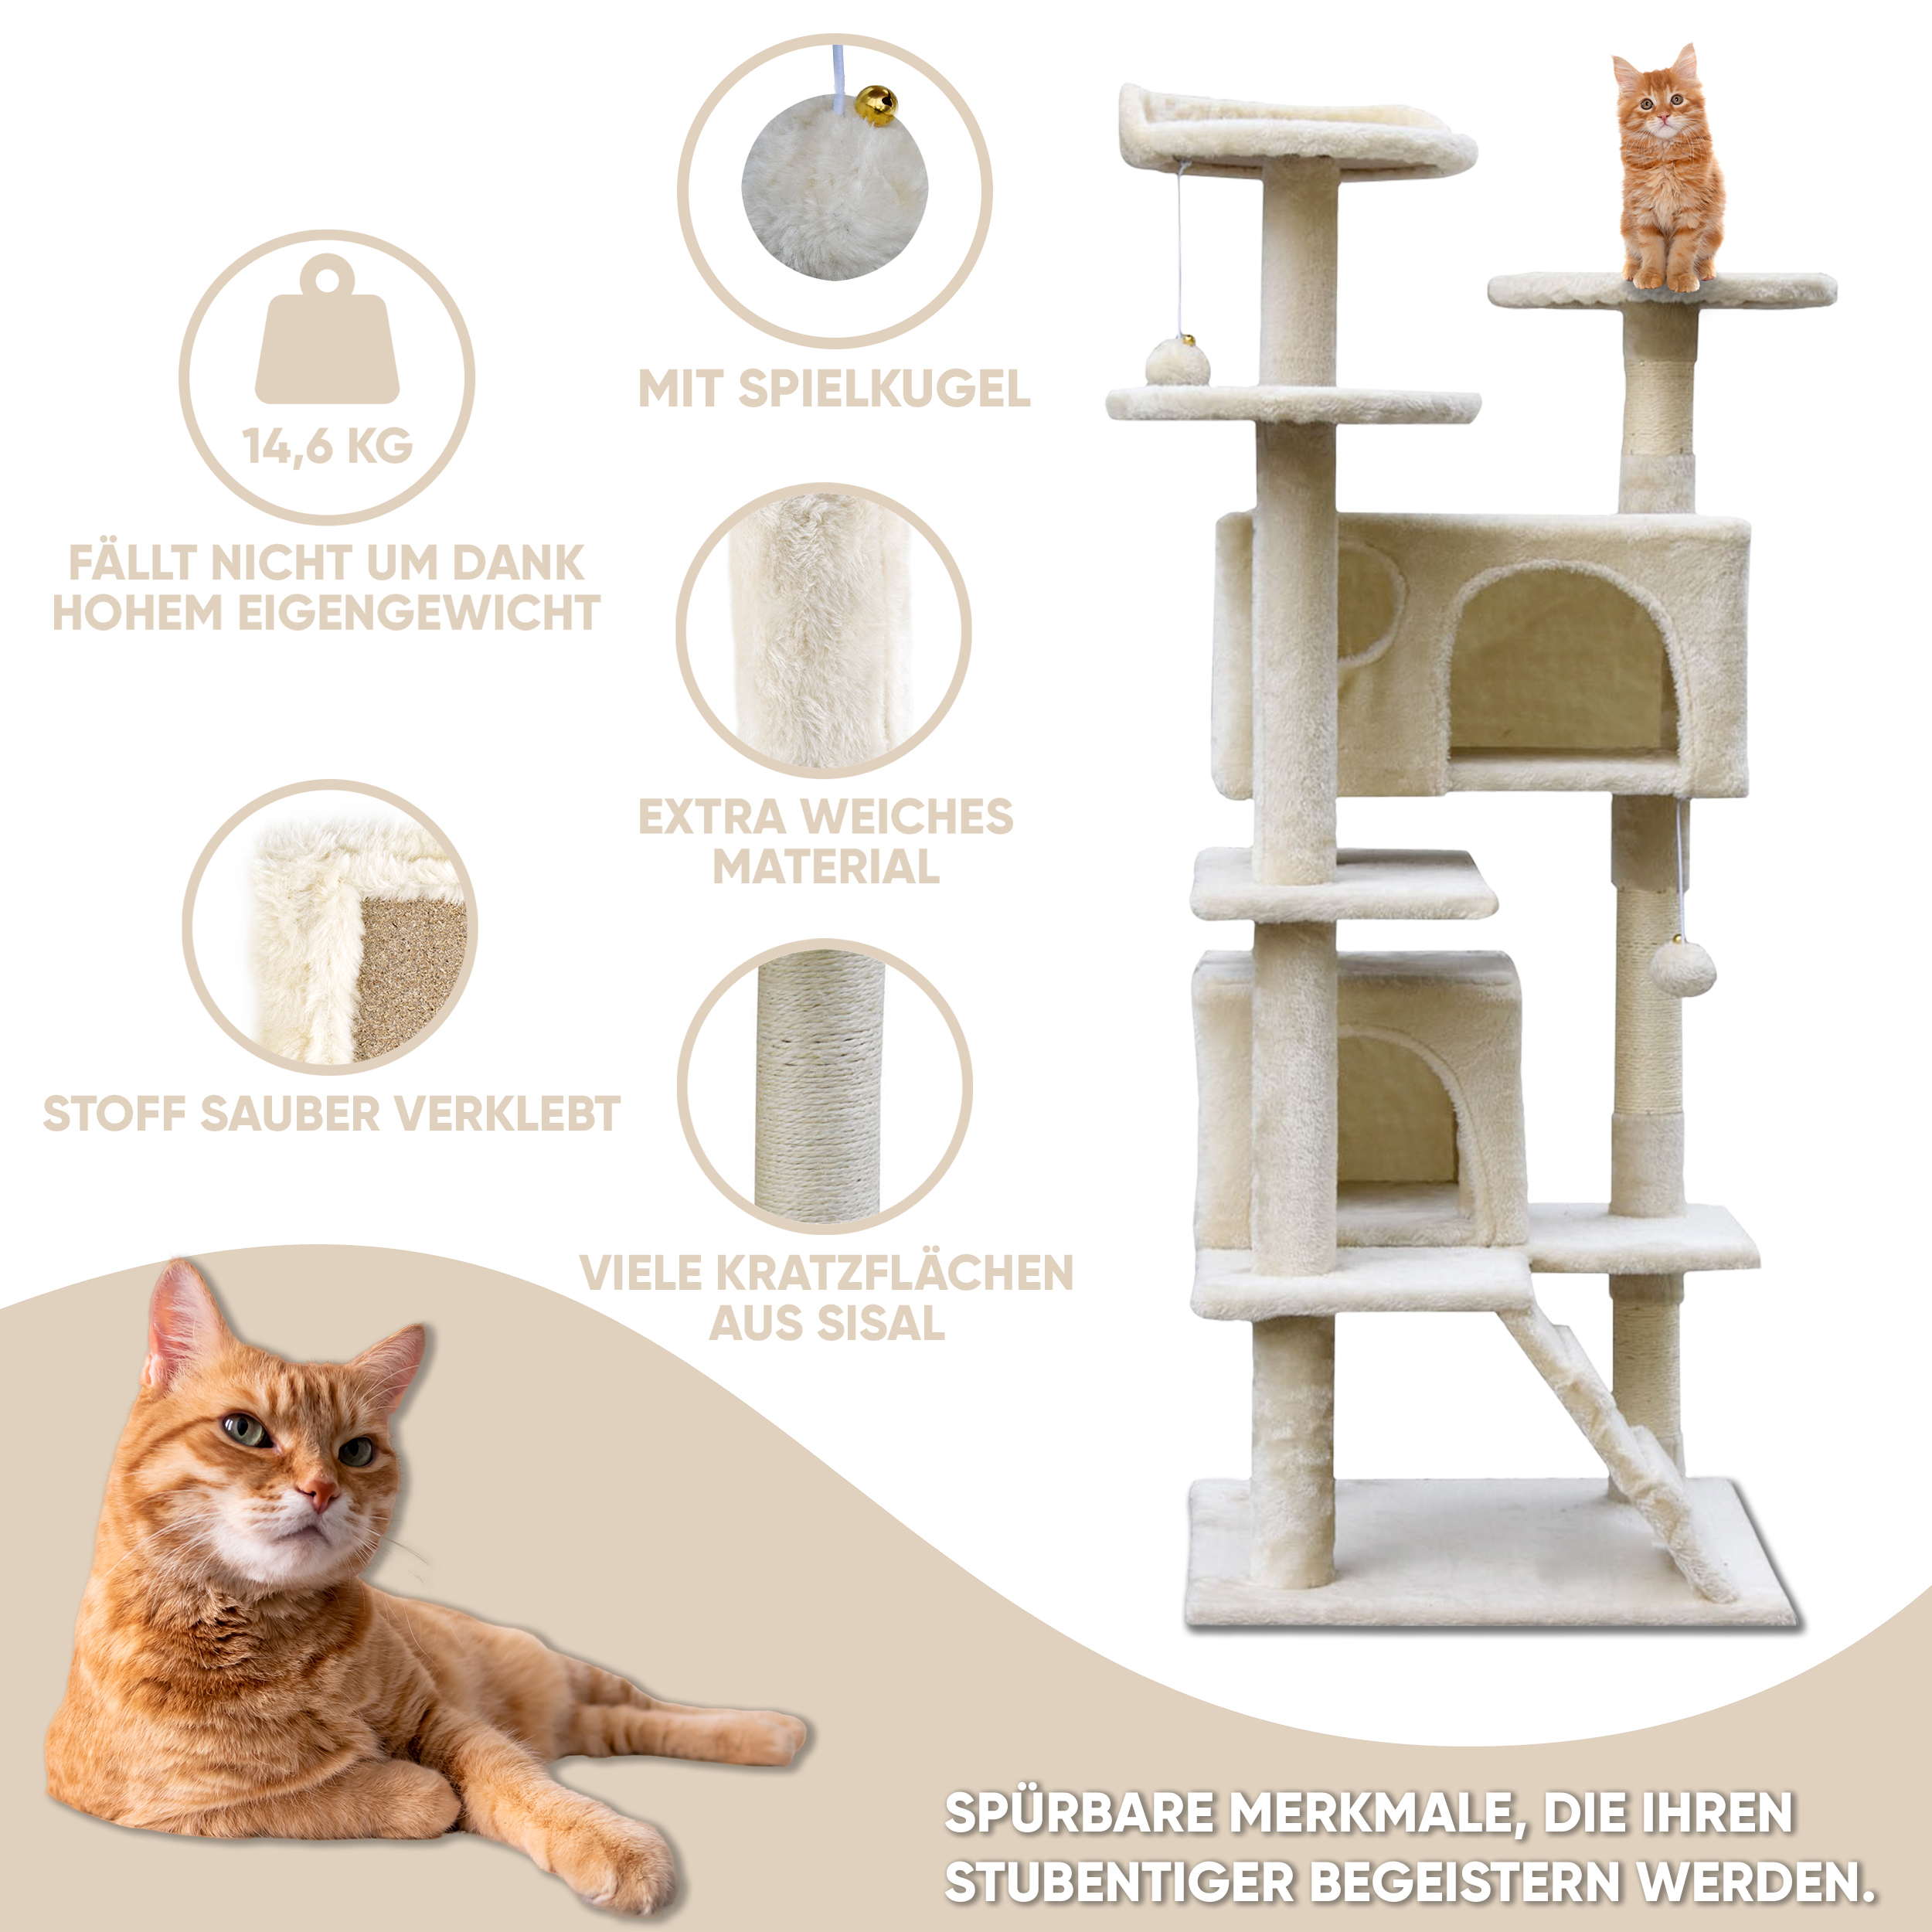 MIT SPIELKUGEL
14,6 KG
FÄLLT NICHT UM DANK
HOHEM EIGENGEWICHT
EXTRA WEICHES
MATERIAL
STOFF SAUBER VERKLEBT
VIELE KRATZFLÄCHEN
AUS SISAL
SPÜRBARE MERKMALE, DIE IHREN
STUBENTIGER BEGEISTERN WERDEN.